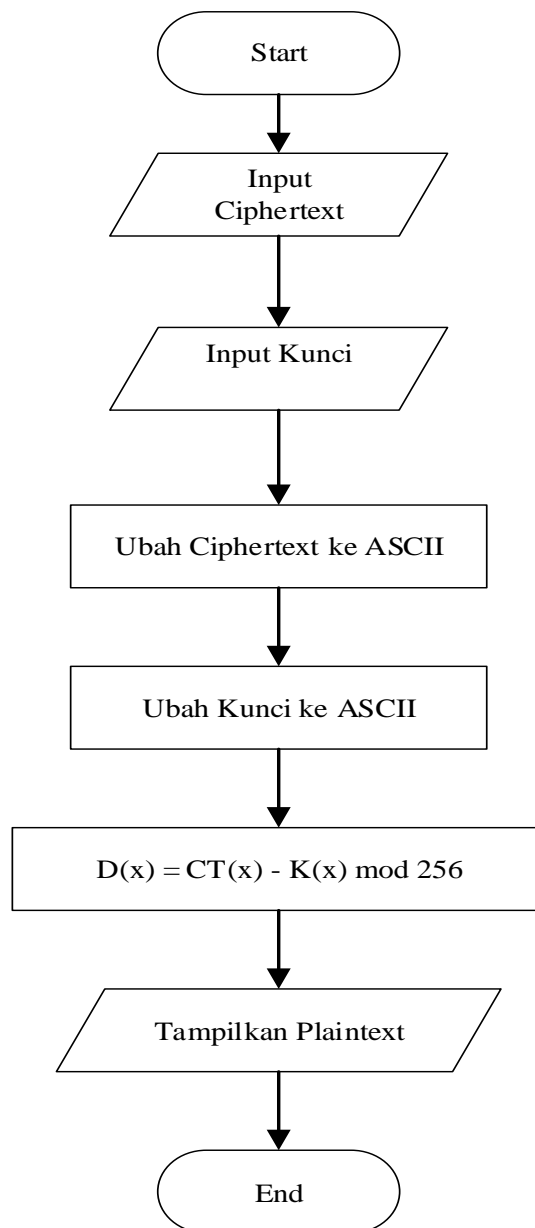 Start
Input
Ciphertext
Input Kunci
Ubah Ciphertext ke ASCII
Ubah Kunci ke ASCII
D(x) = CT(x) - K(x) mod 256
Tampilkan Plaintext
End